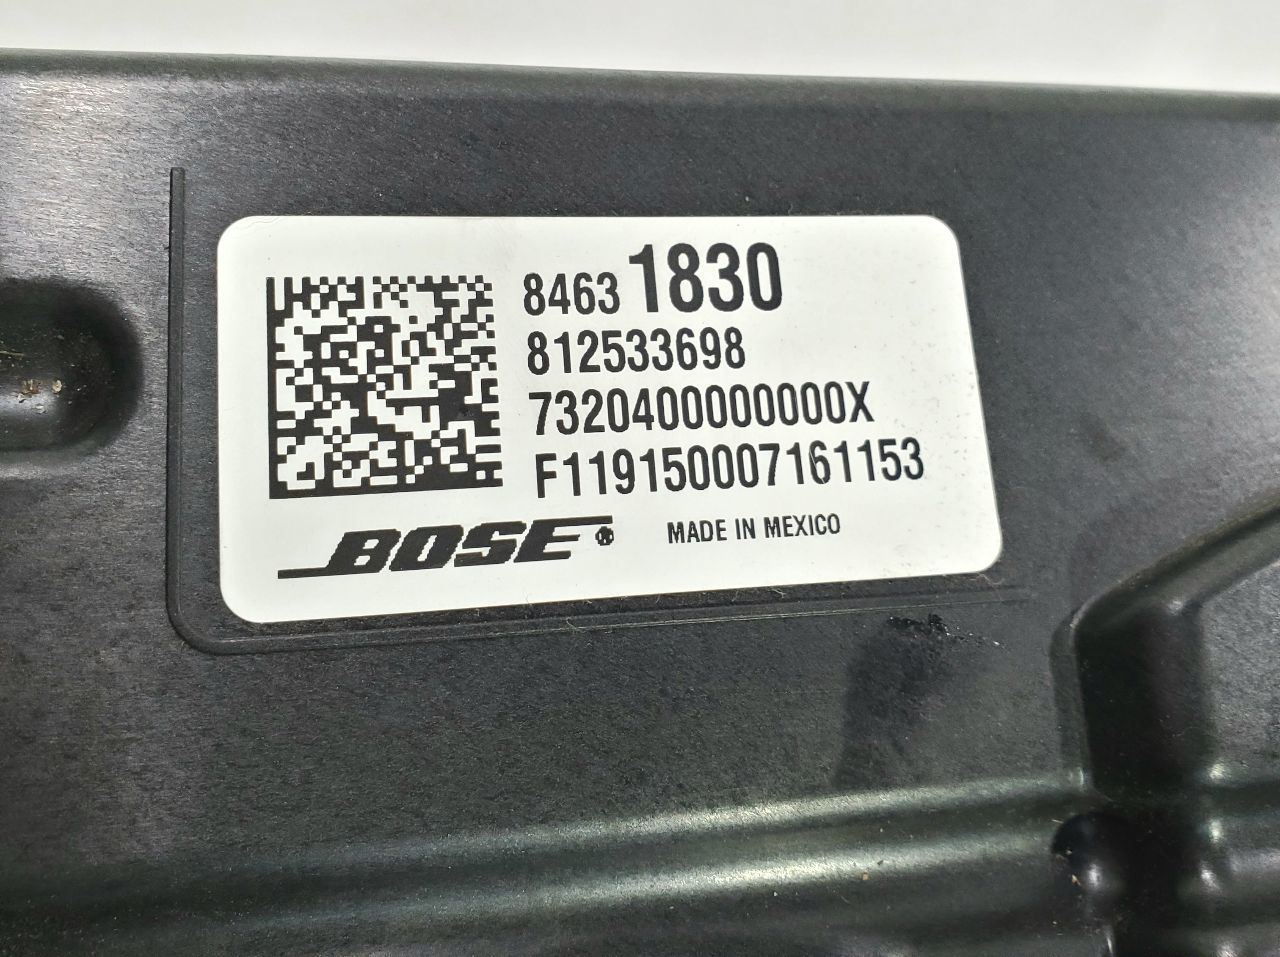 8463 1830
812533698
7320400000000X
F119150007161153
BOSE® MADE IN MEXICO